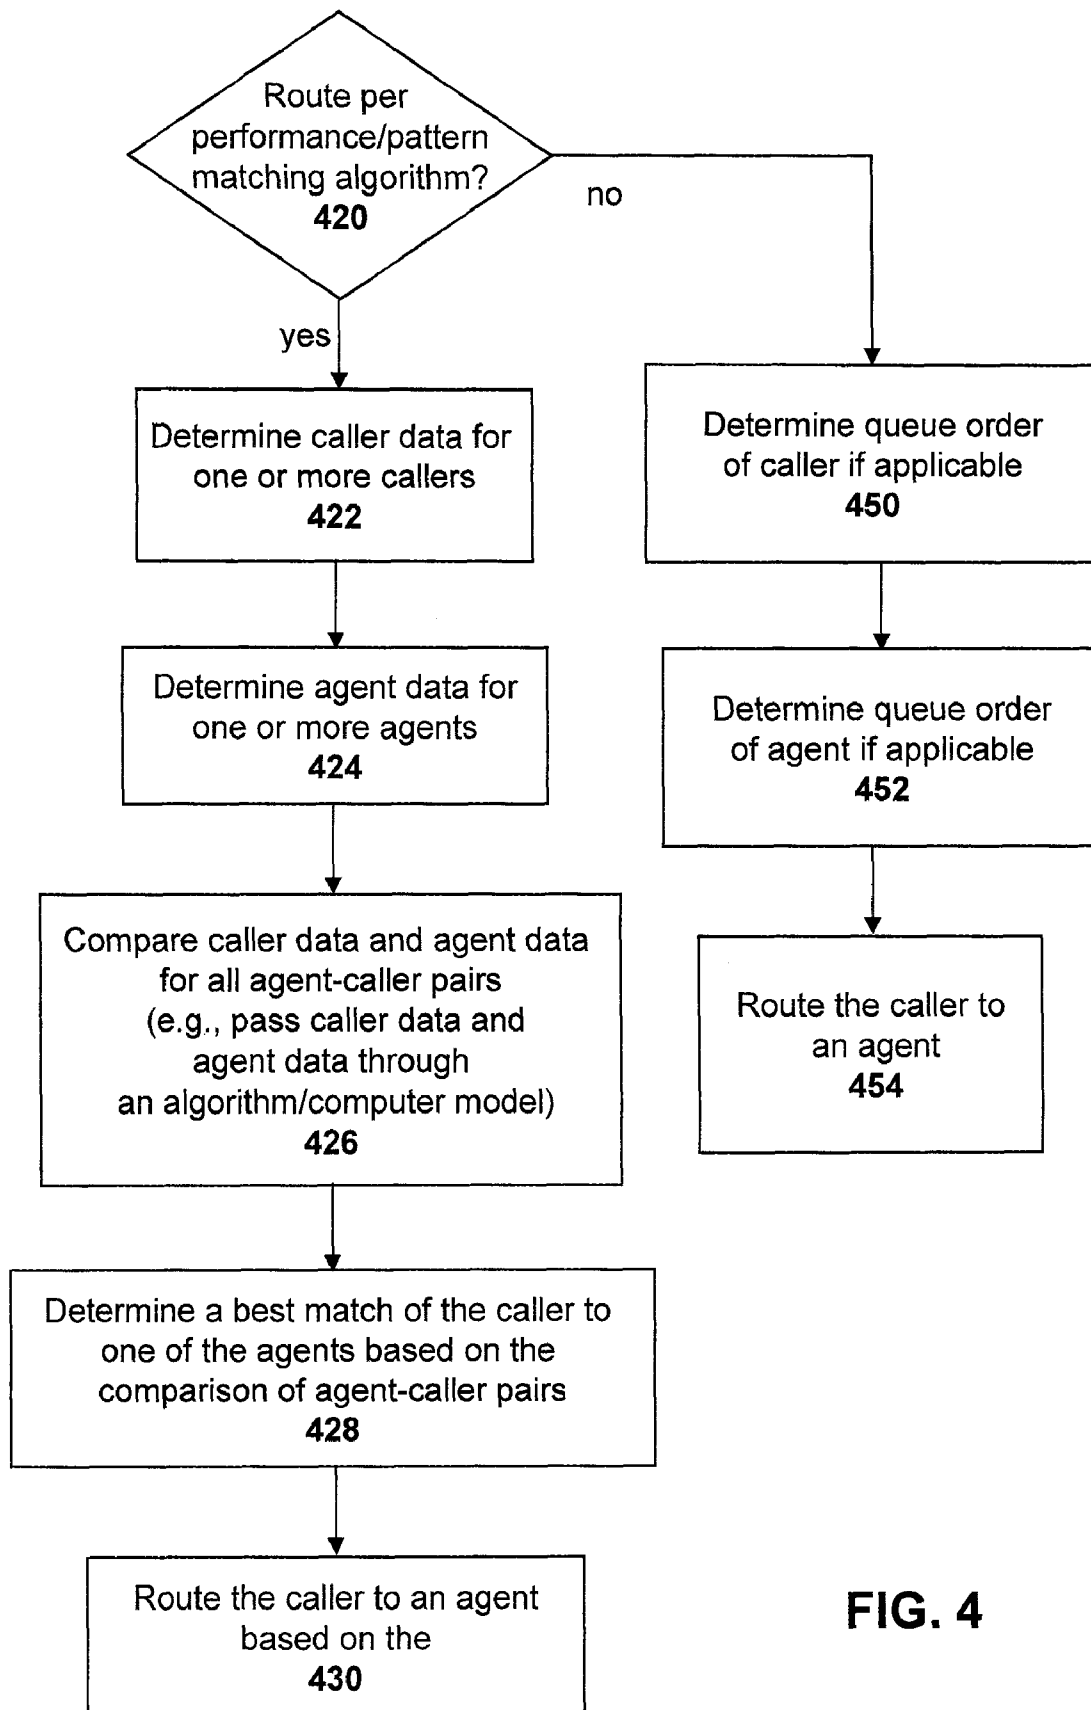 Route per
performance/pattern
matching algorithm?
420
no
yes
Determine caller data for
one or more callers
422
Determine queue order
of caller if applicable
450
Determine agent data for
one or more agents
424
Determine queue order
of agent if applicable
452
Compare caller data and agent data
for all agent-caller pairs
(e.g., pass caller data and
agent data through
an algorithm/computer model)
426
Route the caller to
an agent
454
Determine a best match of the caller to
one of the agents based on the
comparison of agent-caller pairs
428
Route the caller to an agent
based on the
430
FIG. 4